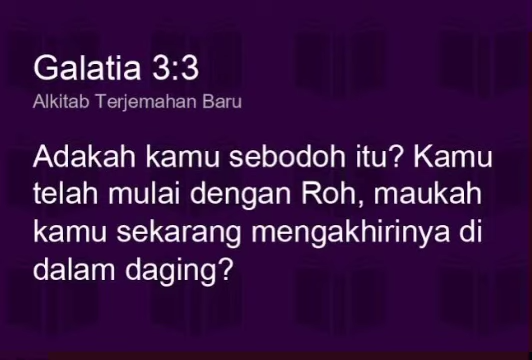 Galatia 3:3
Alkitab Terjemahan Baru
Adakah kamu sebodoh itu? Kamu
telah mulai dengan Roh, maukah
kamu sekarang mengakhirinya di
dalam daging?